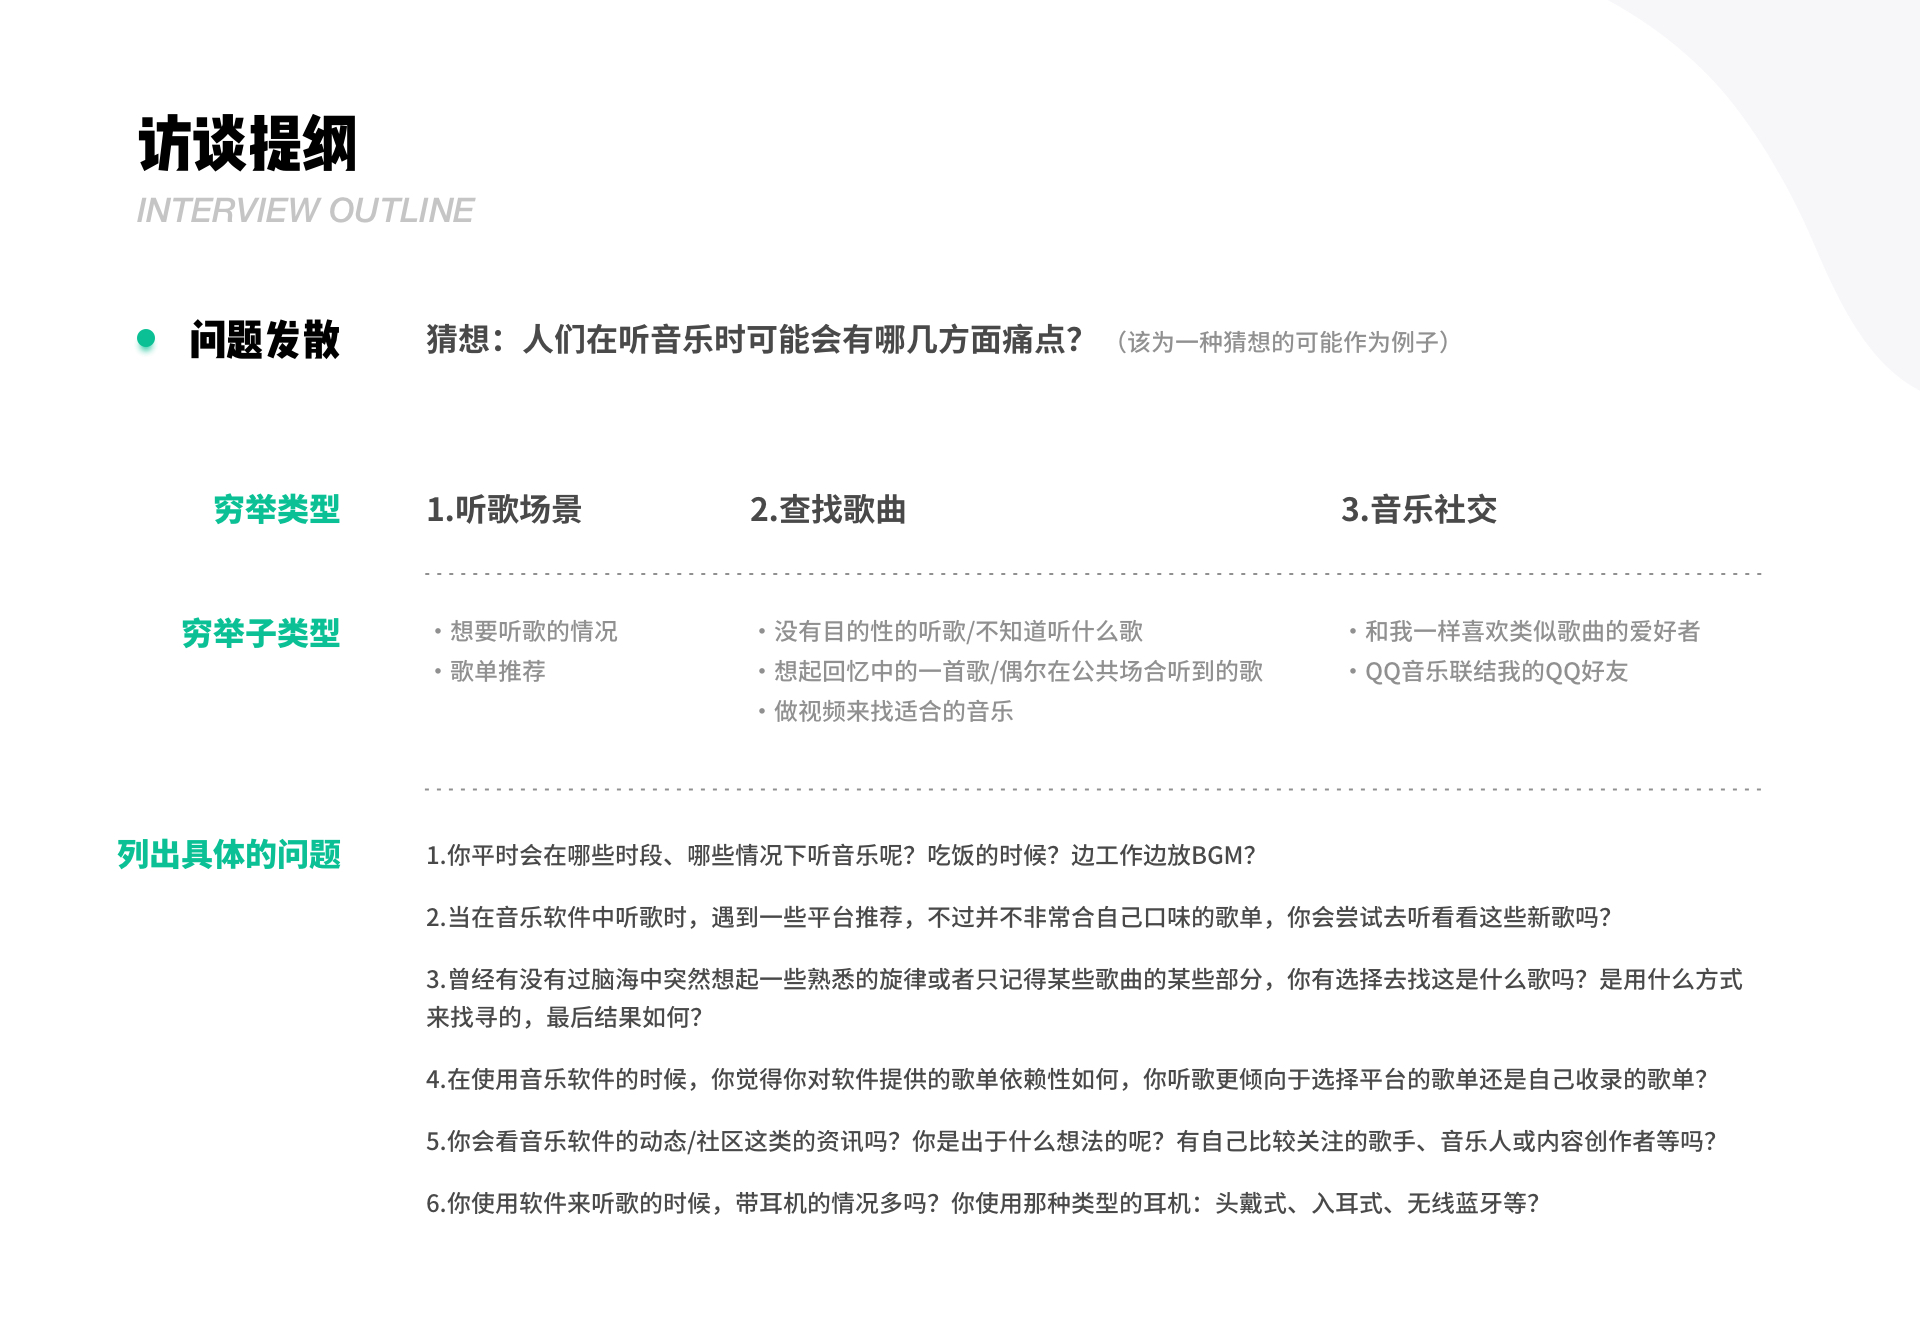 访谈提纲
INTERVIEW OUTLINE
问题发散
猜想：人们在听音乐时可能会有哪几方面痛点？（该为一种猜想的可能作为例子）
穷举类型
1.听歌场景
2.查找歌曲
3.音乐社交
穷举子类型
・想要听歌的情况
・歌单推荐
・没有目的性的听歌/不知道听什么歌
・想起回忆中的一首歌/偶尔在公共场合听到的歌
・做视频来找适合的音乐
・和我一样喜欢类似歌曲的爱好者
・QQ音乐联结我的QQ好友
列出具体的问题
1.你平时会在哪些时段、哪些情况下听音乐呢？吃饭的时候？边工作边放BGM？
2.当在音乐软件中听歌时，遇到一些平台推荐，不过并不非常合自己口味的歌单，你会尝试去听看看这些新歌吗？
3.曾经有没有过脑海中突然想起一些熟悉的旋律或者只记得某些歌曲的某些部分，你有选择去找这是什么歌吗？是用什么方式
来找寻的，最后结果如何？
4.在使用音乐软件的时候，你觉得你对软件提供的歌单依赖性如何，你听歌更倾向于选择平台的歌单还是自己收录的歌单？
5.你会看音乐软件的动态/社区这类的资讯吗？你是出于什么想法的呢？有自己比较关注的歌手、音乐人或内容创作者等吗？
6.你使用软件来听歌的时候，带耳机的情况多吗？你使用那种类型的耳机：头戴式、入耳式、无线蓝牙等？